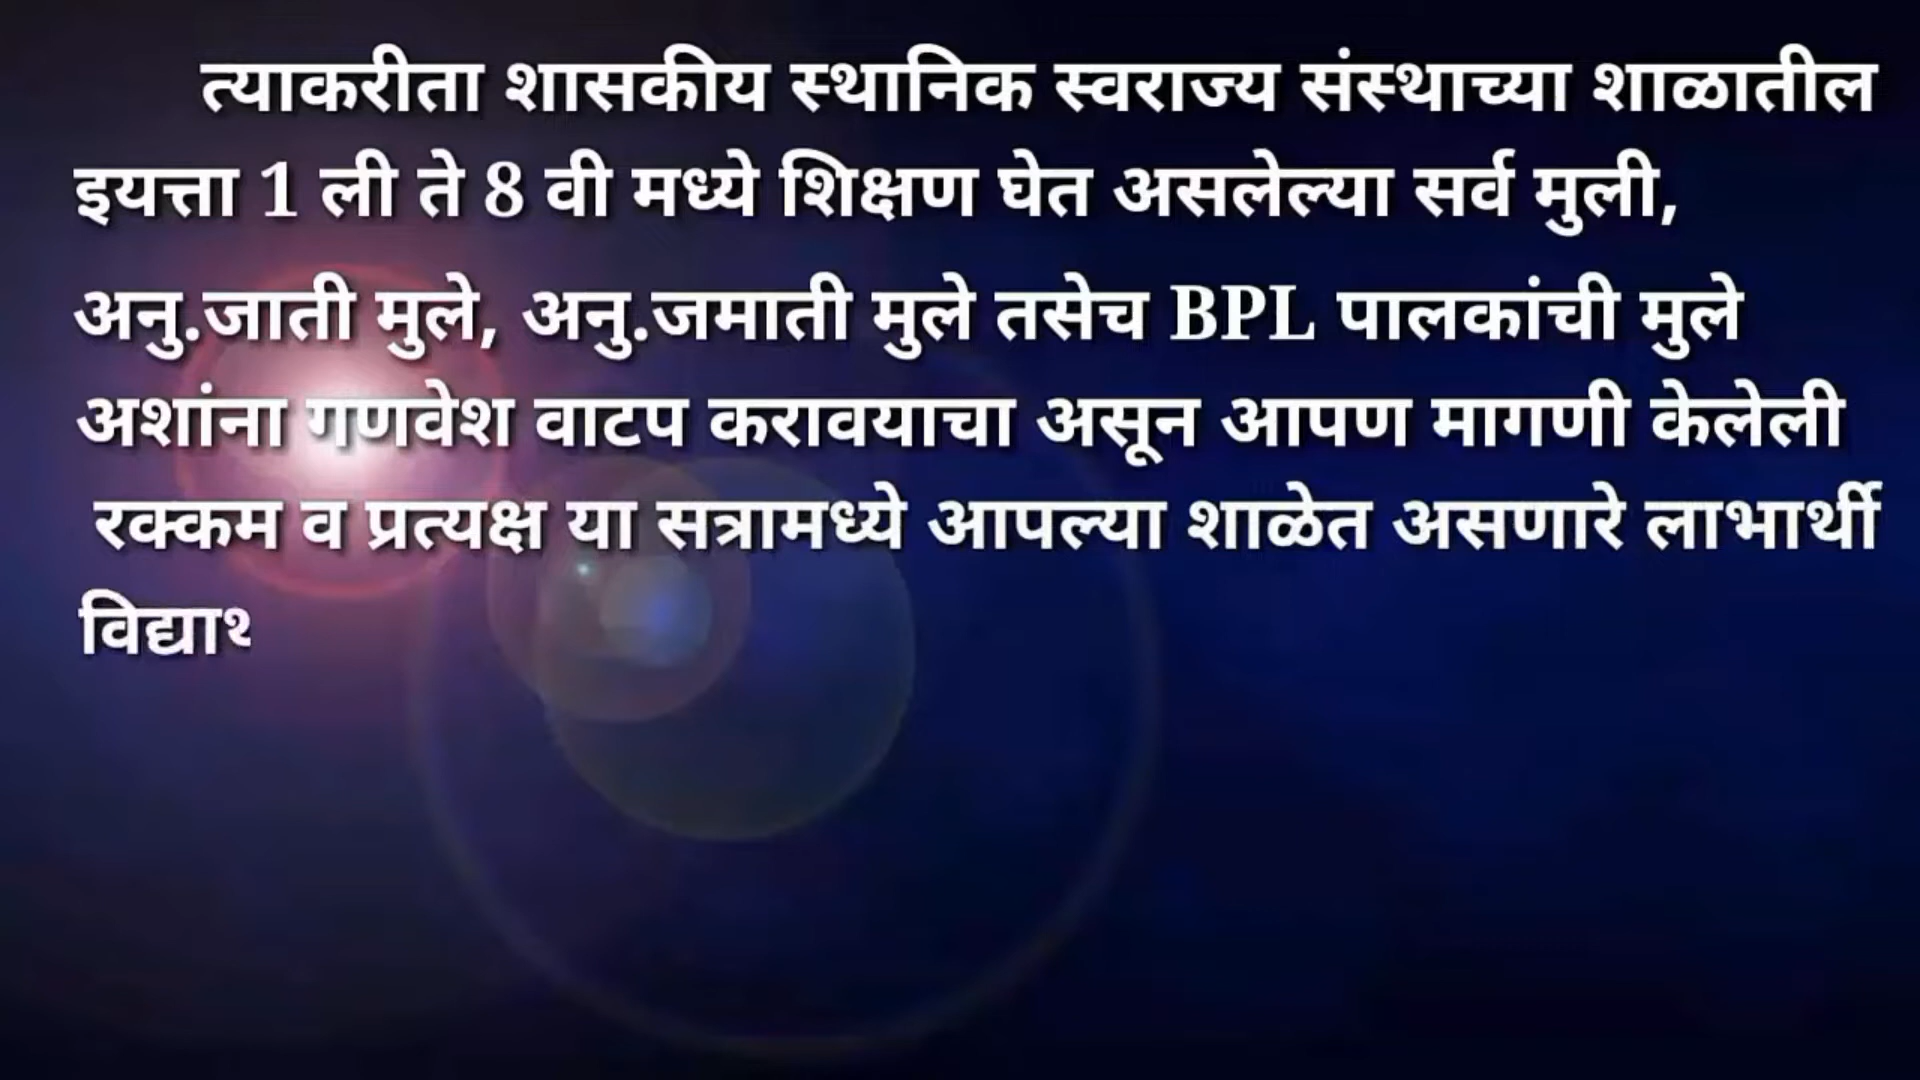 त्याकरीता शासकीय स्थानिक स्वराज्य संस्थाच्या शाळातील
इयत्ता 1 ली ते 8 वी मध्ये शिक्षण घेत असलेल्या सर्व मुली,
अनु.जाती मुले, अनु.जमाती मुले तसेच BPL पालकांची मुले
अशांना गणवेश वाटप करावयाचा असून आपण मागणी केलेली
रक्कम व प्रत्यक्ष या सत्रामध्ये आपल्या शाळेत असणारे लाभार्थी